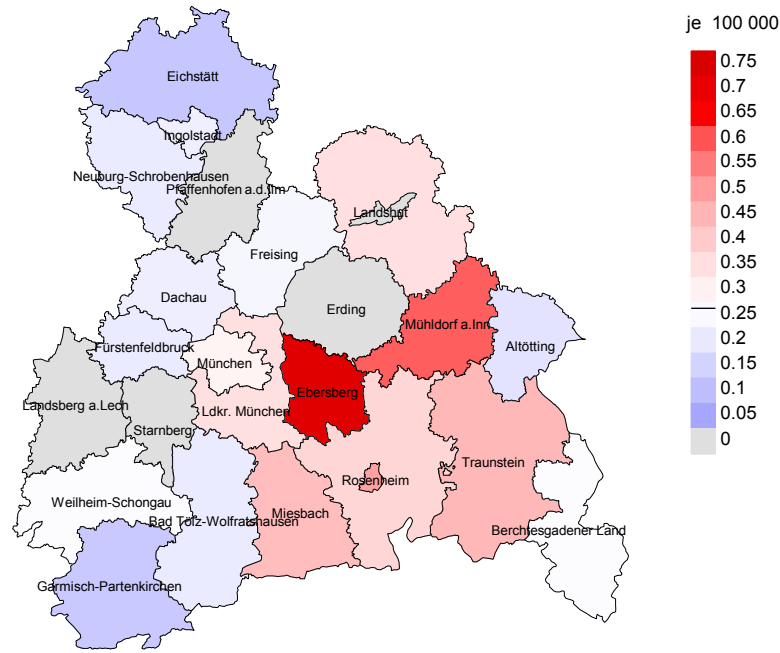 je 100 000
0.75
0.7
0.65
0.6
0.55
0.5
0.45
0.4
0.35
0.3
0.25
0.2
0.15
0.1
0.05
0
Eichstätt
Ingolstadt
Neuburg-Schrobenhausen
Pfaffenhofen a.d.Ilm
Landshut
Freising
Dachau
Erding
Mühldorf a.Inn
Altötting
Fürstenfeldbruck
München
Ebersberg
Landsberg a.Lech
Starnberg
Ldkr. München
Traunstein
Rosenheim
Weilheim-Schongau
Bad Tölz-Wolfratshausen
Miesbach
Berchtesgadener Land
Garmisch-Partenkirchen